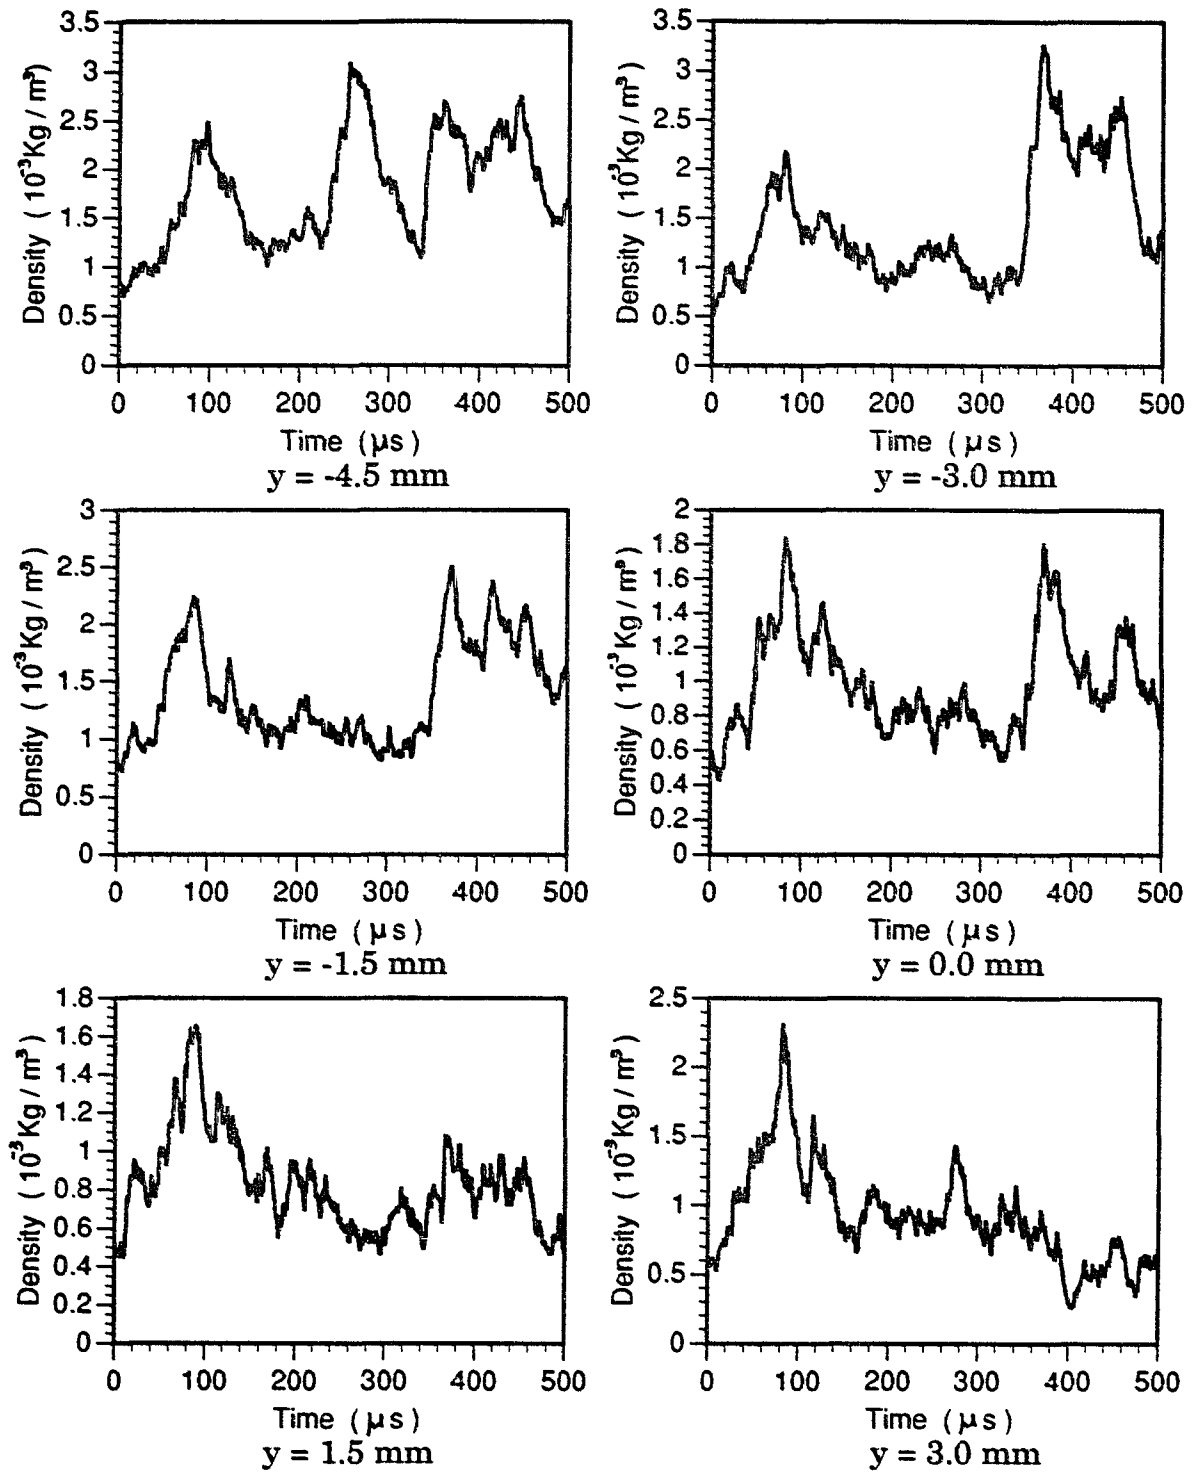 3.5
3
2.5
2
1.5
1
0.5
0
Density (10⁻³Kg / m³)
0 100 200 300 400 500
Time (µs)
y = -4.5 mm
3.5
3
2.5
2
1.5
1
0.5
0
Density (10⁻³Kg / m³)
0 100 200 300 400 500
Time (µs)
y = -3.0 mm
3
2.5
2
1.5
1
0.5
0
Density (10⁻³Kg / m³)
0 100 200 300 400 500
Time (µs)
y = -1.5 mm
2
1.8
1.6
1.4
1.2
1
0.8
0.6
0.4
0.2
0
Density (10⁻³Kg / m³)
0 100 200 300 400 500
Time (µs)
y = 0.0 mm
1.8
1.6
1.4
1.2
1
0.8
0.6
0.4
0.2
0
Density (10⁻³Kg / m³)
0 100 200 300 400 500
Time (µs)
y = 1.5 mm
2.5
2
1.5
1
0.5
0
Density (10⁻³Kg / m³)
0 100 200 300 400 500
Time (µs)
y = 3.0 mm